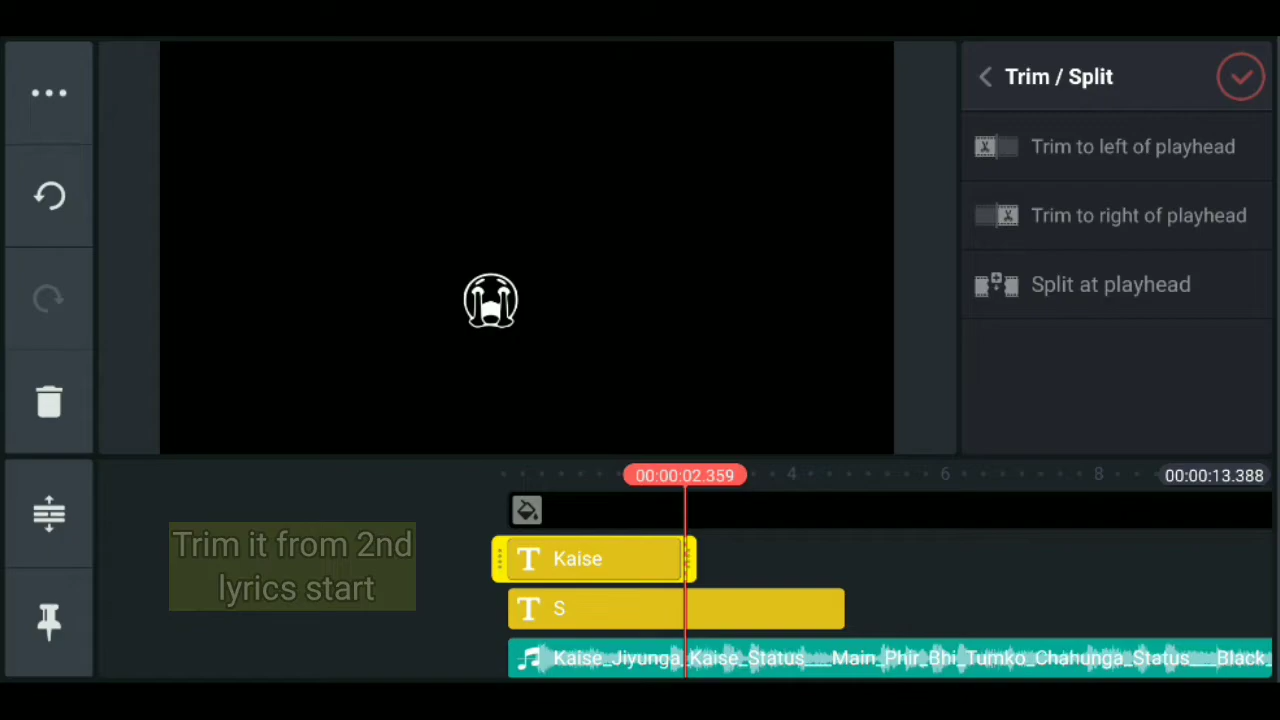 Trim / Split
Trim to left of playhead
Trim to right of playhead
Split at playhead
00:00:02.359
4
6
8
00:00:13.388
Trim it from 2nd
lyrics start
T Kaise
T S
Kaise_Jiyunga_Kaise_Status___Main_Phir_Bhi_Tumko_Chahunga_Status___Black_